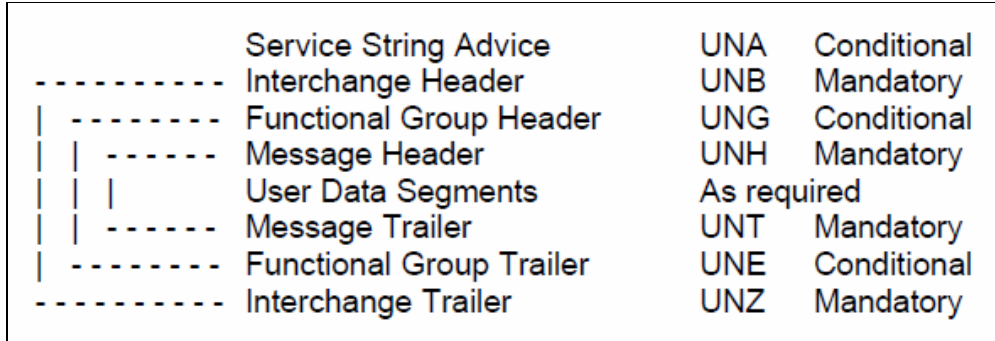 Service String Advice UNA Conditional
Interchange Header UNB Mandatory
Functional Group Header UNG Conditional
Message Header UNH Mandatory
User Data Segments As required
Message Trailer UNT Mandatory
Functional Group Trailer UNE Conditional
Interchange Trailer UNZ Mandatory